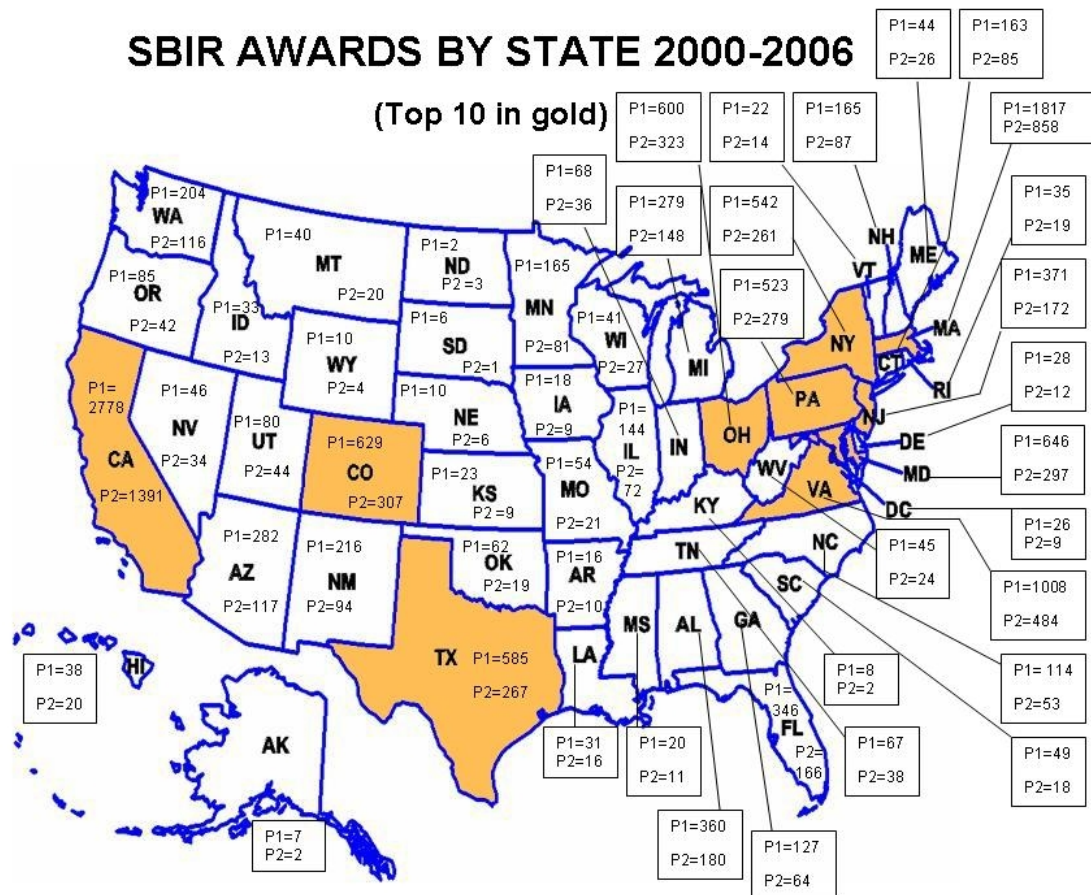 SBIR AWARDS BY STATE 2000-2006
(Top 10 in gold)
P1=44
P2=26
P1=163
P2=85
P1=600
P2=323
P1=22
P2=14
P1=165
P2=87
P1=1817
P2=858
P1=68
P2=36
P1=279
P2=148
P1=542
P2=261
P1=35
P2=19
P1=523
P2=279
P1=371
P2=172
P1=28
P2=12
P1=646
P2=297
P1=26
P2=9
P1=45
P2=24
P1=1008
P2=484
P1= 114
P2=53
P1=8
P2=2
P1=67
P2=38
P1=49
P2=18
P1=204
WA
P2=116
P1=85
OR
P2=42
P1=33
ID
P2=13
P1=40
MT
P2=20
P1=2
ND
P2 =3
P1=165
MN
P2=81
P1=41
WI
P2=27
P1=10
WY
P2=4
P1=6
SD
P2=1
P1=10
NE
P2=6
P1=18
IA
P2=9
P1=
2778
CA
P2=1391
P1=46
NV
P2=34
P1=80
UT
P2=44
P1=629
CO
P2=307
P1=23
KS
P2 =9
P1=54
MO
P2=21
P1=
144
IL
P2=
72
P1=282
AZ
P2=117
P1=216
NM
P2=94
P1=62
OK
P2=19
P1=16
AR
P2=10
TX
P1=585
P2=267
LA
MS
AL
GA
P1=
346
FL
P2=
166
MI
IN
OH
PA
NY
VT
NH
ME
MA
CT
RI
NJ
DE
MD
DC
WV
VA
KY
TN
NC
SC
HI
P1=38
P2=20
AK
P1=7
P2=2
P1=31
P2=16
P1=20
P2=11
P1=360
P2=180
P1=127
P2=64